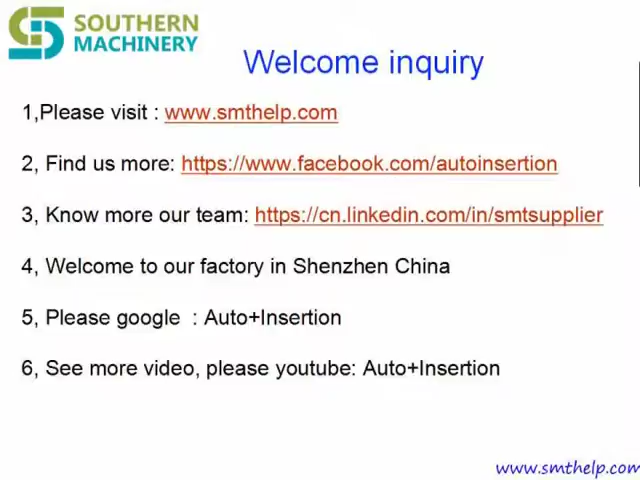 SOUTHERN
MACHINERY
Welcome inquiry
1,Please visit : www.smthelp.com
2, Find us more: https://www.facebook.com/autoinsertion
3, Know more our team: https://cn.linkedin.com/in/smtsupplier
4, Welcome to our factory in Shenzhen China
5, Please google : Auto+Insertion
6, See more video, please youtube: Auto+Insertion
www.smthelp.com